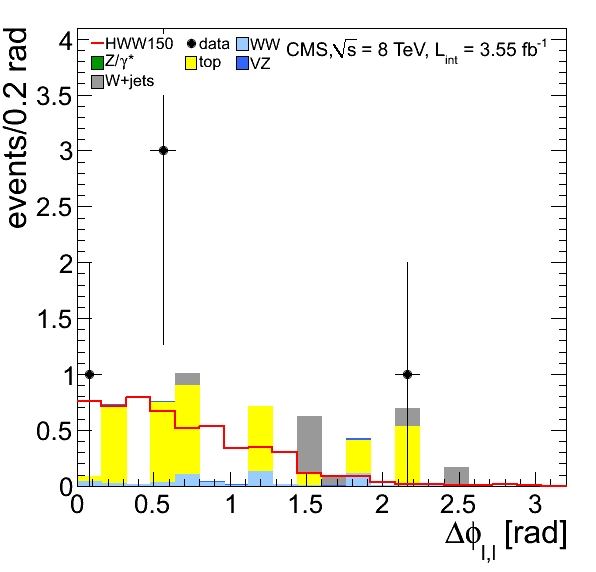 HWW150 data WW CMS,√s = 8 TeV, L_int = 3.55 fb⁻¹
Z/γ* top VZ
W+jets
events/0.2 rad
4
3.5
3
2.5
2
1.5
1
0.5
0
0 0.5 1 1.5 2 2.5 3
Δϕ_l,l [rad]